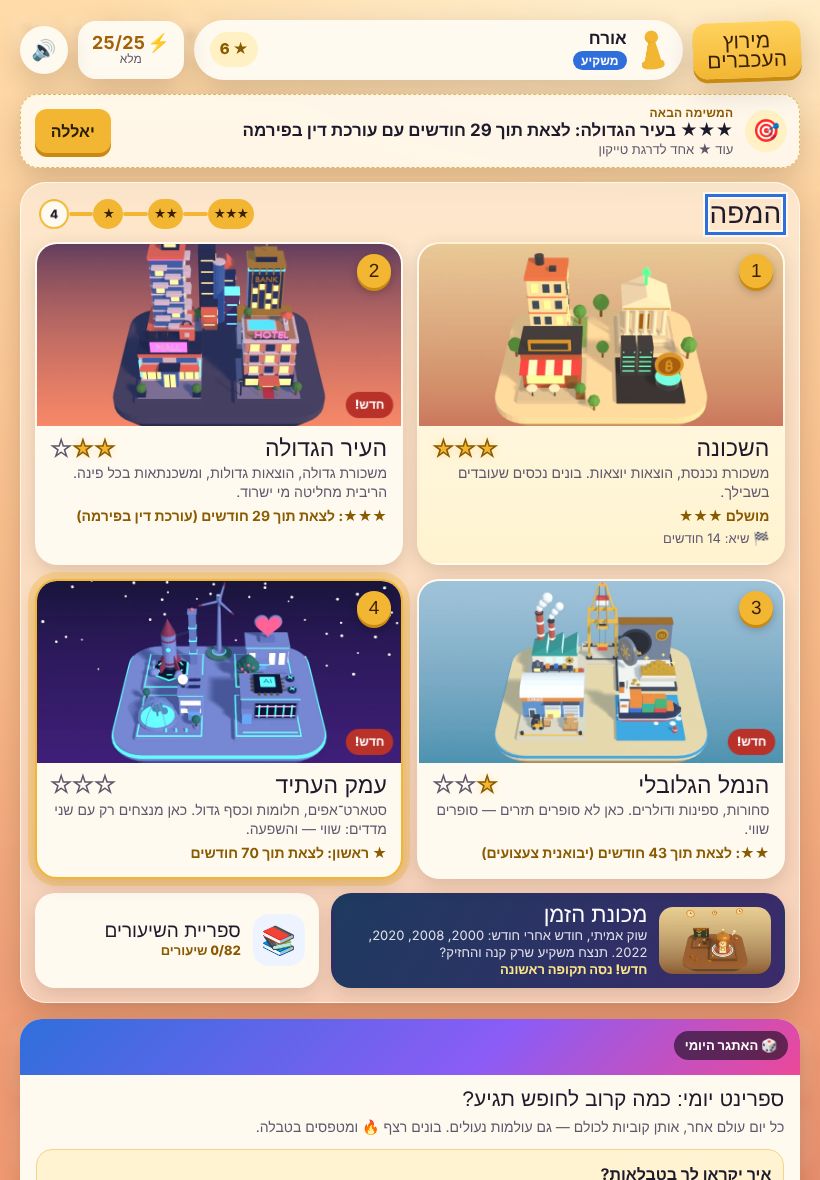 מירוץ
העכברים
אורח
משקיע
★ 6
⚡ 25/25
מלא
המשימה הבאה
★★★ בעיר הגדולה: לצאת תוך 29 חודשים עם עורכת דין בפירמה
עוד ★ אחד לדרגת טייקון
יאללה
המפה
★★★
★★
★
4
1
השכונה
★★★
משכורת נכנסת, הוצאות יוצאות. בונים נכסים שעובדים
בשבילך.
מושלם ★★★
🏁 שיא: 14 חודשים
2
BANK
HOTEL
MALL
חדש!
העיר הגדולה
★★☆
משכורת גדולה, הוצאות גדולות, ומשכנתאות בכל פינה.
הריבית מחליטה מי ישרוד.
★★★: לצאת תוך 29 חודשים (עורכת דין בפירמה)
3
חדש!
הנמל הגלובלי
★☆☆
סחורות, ספינות ודולרים. כאן לא סופרים תזרים — סופרים
שווי.
★★: לצאת תוך 43 חודשים (יבואנית צעצועים)
4
AI
חדש!
עמק העתיד
☆☆☆
סטארט־אפים, חלומות וכסף גדול. כאן מנצחים רק עם שני
מדדים: שווי — והשפעה.
★ ראשון: לצאת תוך 70 חודשים
מכונת הזמן
שוק אמיתי, חודש אחרי חודש: 2000, 2008, 2020,
2022. תנצח משקיע שרק קנה והחזיק?
חדש! נסה תקופה ראשונה
ספריית השיעורים
0/82 שיעורים
🎲 האתגר היומי
ספרינט יומי: כמה קרוב לחופש תגיע?
כל יום עולם אחר, אותן קוביות לכולם — גם עולמות נעולים. בונים רצף 🔥 ומטפסים בטבלה.
איך יקראו לך בטבלאות?